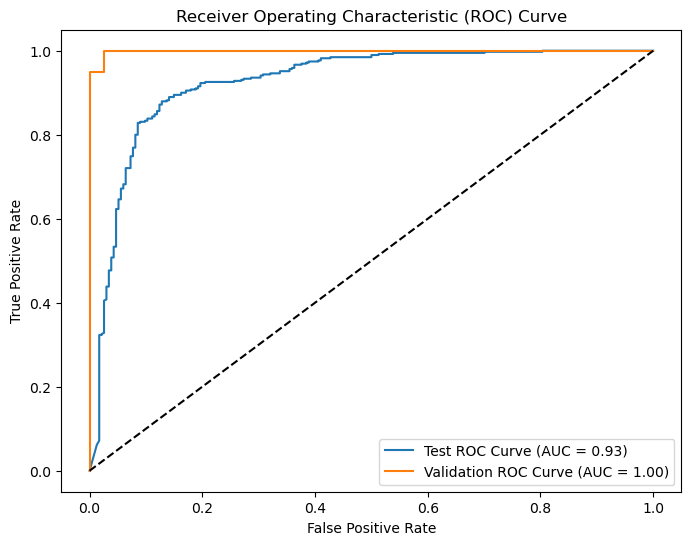 Receiver Operating Characteristic (ROC) Curve
True Positive Rate
1.0
0.8
0.6
0.4
0.2
0.0
Test ROC Curve (AUC = 0.93)
Validation ROC Curve (AUC = 1.00)
0.0 0.2 0.4 0.6 0.8 1.0
False Positive Rate